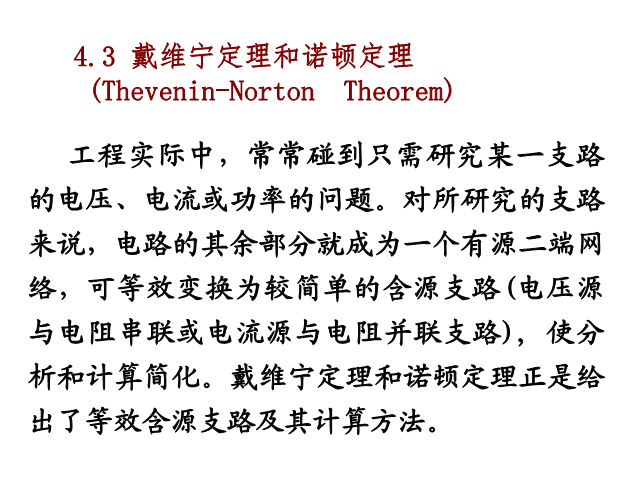 4.3 戴维宁定理和诺顿定理
(Thevenin-Norton Theorem)
工程实际中，常常碰到只需研究某一支路
的电压、电流或功率的问题。对所研究的支路
来说，电路的其余部分就成为一个有源二端网
络，可等效变换为较简单的含源支路(电压源
与电阻串联或电流源与电阻并联支路)，使分
析和计算简化。戴维宁定理和诺顿定理正是给
出了等效含源支路及其计算方法。